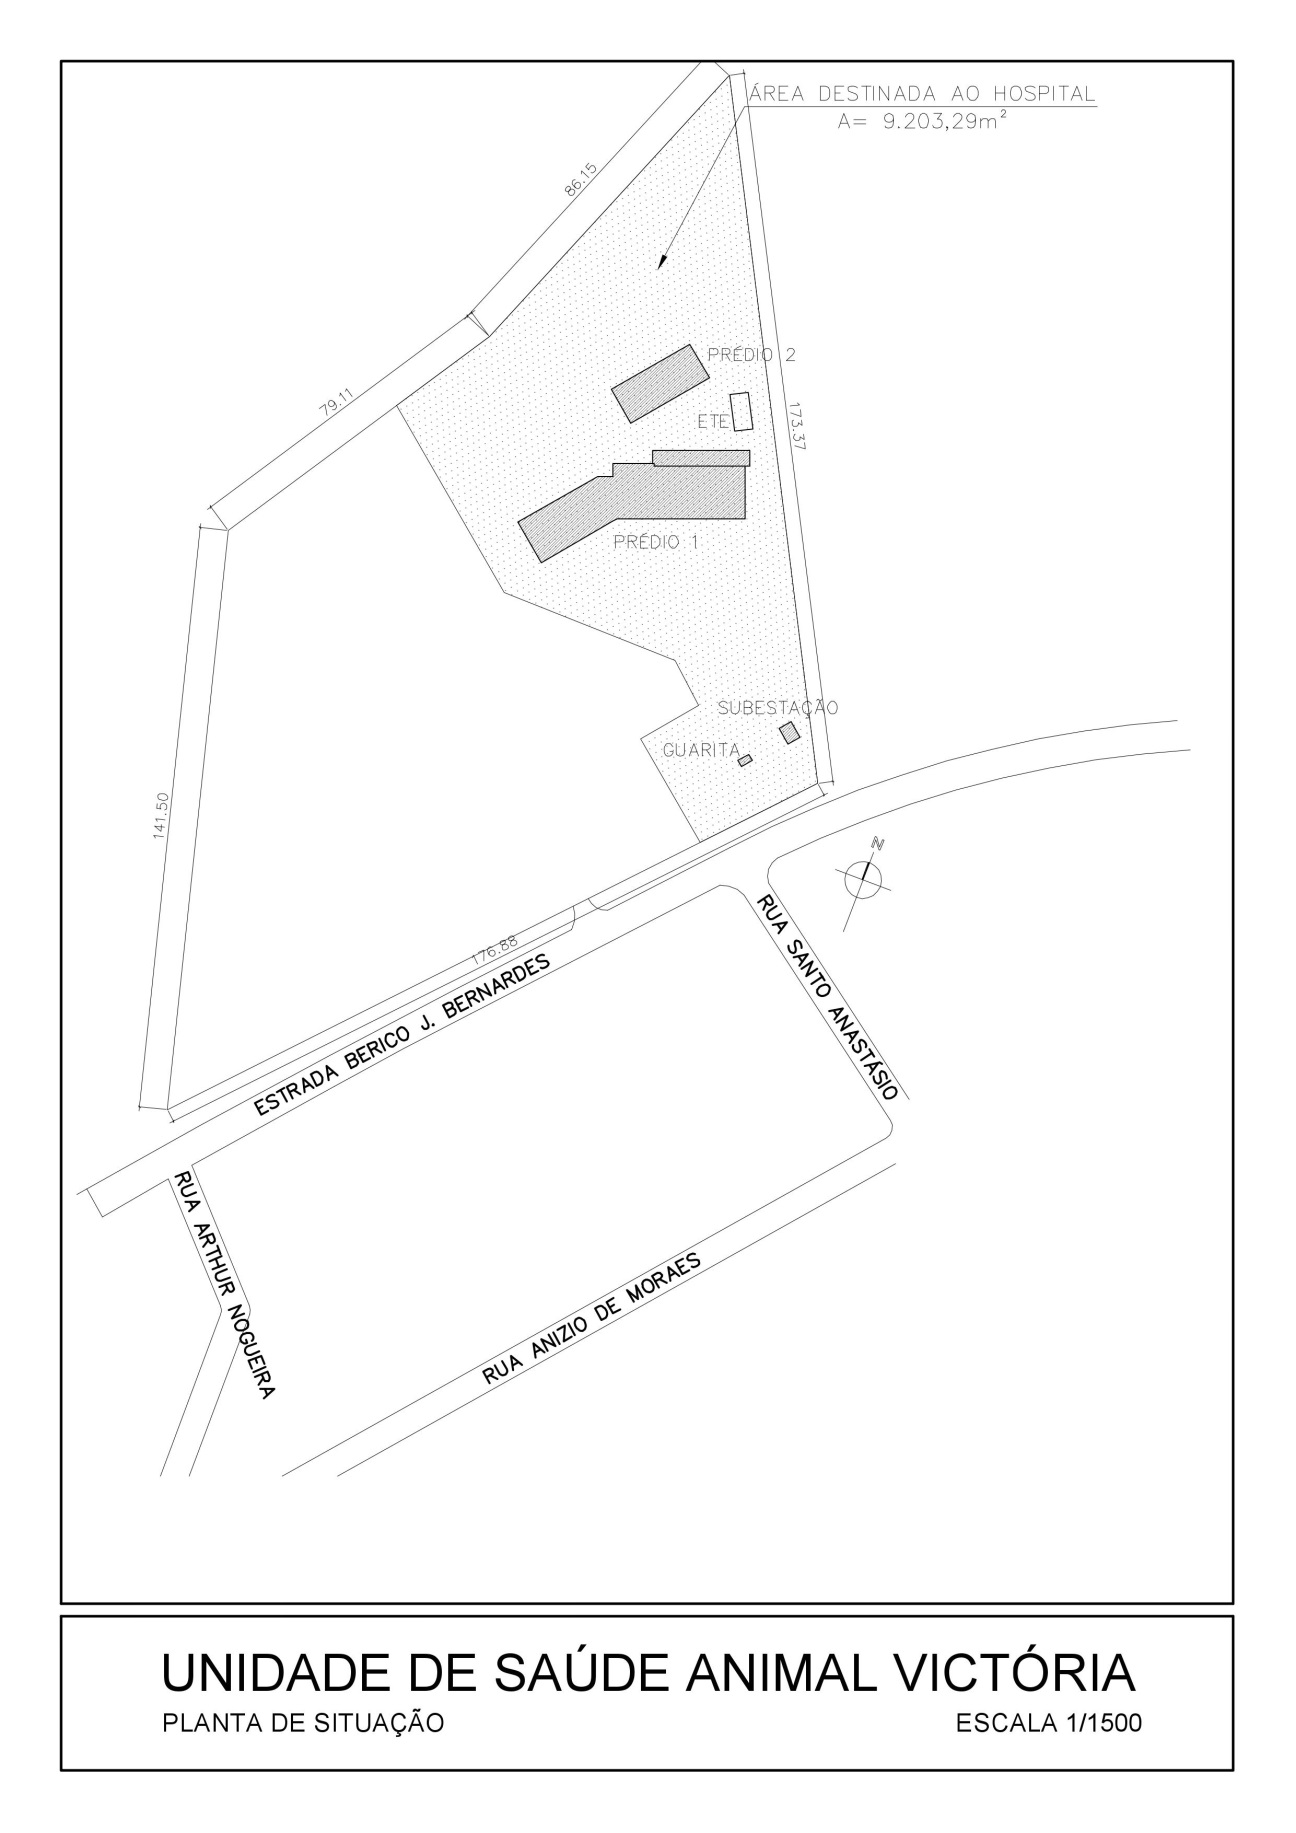 ÁREA DESTINADA AO HOSPITAL
A= 9.203,29m²
86.15
PRÉDIO 2
79.11
173.37
ETE
PRÉDIO 1
SUBESTAÇÃO
GUARITA
141.50
N
176.88
ESTRADA BERICO J. BERNARDES
RUA SANTO ANASTÁSIO
RUA ARTHUR NOGUEIRA
RUA ANIZIO DE MORAES
UNIDADE DE SAÚDE ANIMAL VICTÓRIA
PLANTA DE SITUAÇÃO
ESCALA 1/1500